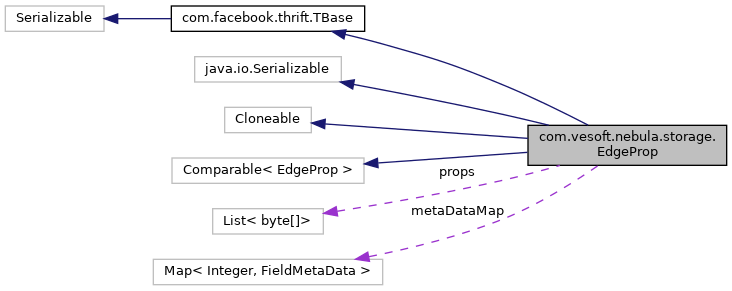 Serializable
com.facebook.thrift.TBase
java.io.Serializable
Cloneable
com.vesoft.nebula.storage.
EdgeProp
Comparable< EdgeProp >
props
metaDataMap
List< byte[]>
Map< Integer, FieldMetaData >